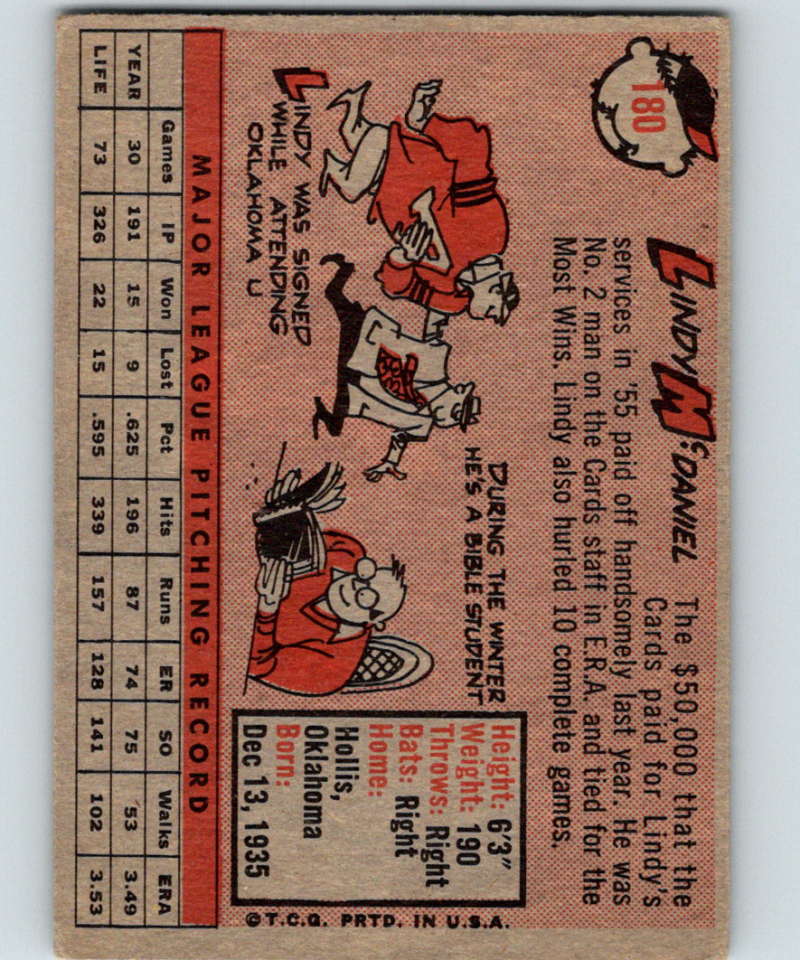 180
LINDY McDANIEL
The $50,000 that the
Cards paid for Lindy's
services in '55 paid off handsomely last year. He was
No. 2 man on the Cards staff in E.R.A. and tied for the
Most Wins. Lindy also hurled 10 complete games.
LINDY WAS SIGNED
WHILE ATTENDING
OKLAHOMA U
DURING THE WINTER
HE'S A BIBLE STUDENT
Height: 6'3"
Weight: 190
Throws: Right
Bats: Right
Home:
Hollis,
Oklahoma
Born:
Dec 13, 1935
©T.C.G. PRTD. IN U.S.A.
MAJOR LEAGUE PITCHING RECORD
Games IP Won Lost Pct Hits Runs ER SO Walks ERA
YEAR 30 191 15 9 .625 196 87 74 75 53 3.49
LIFE 73 326 22 15 .595 339 157 128 141 102 3.53